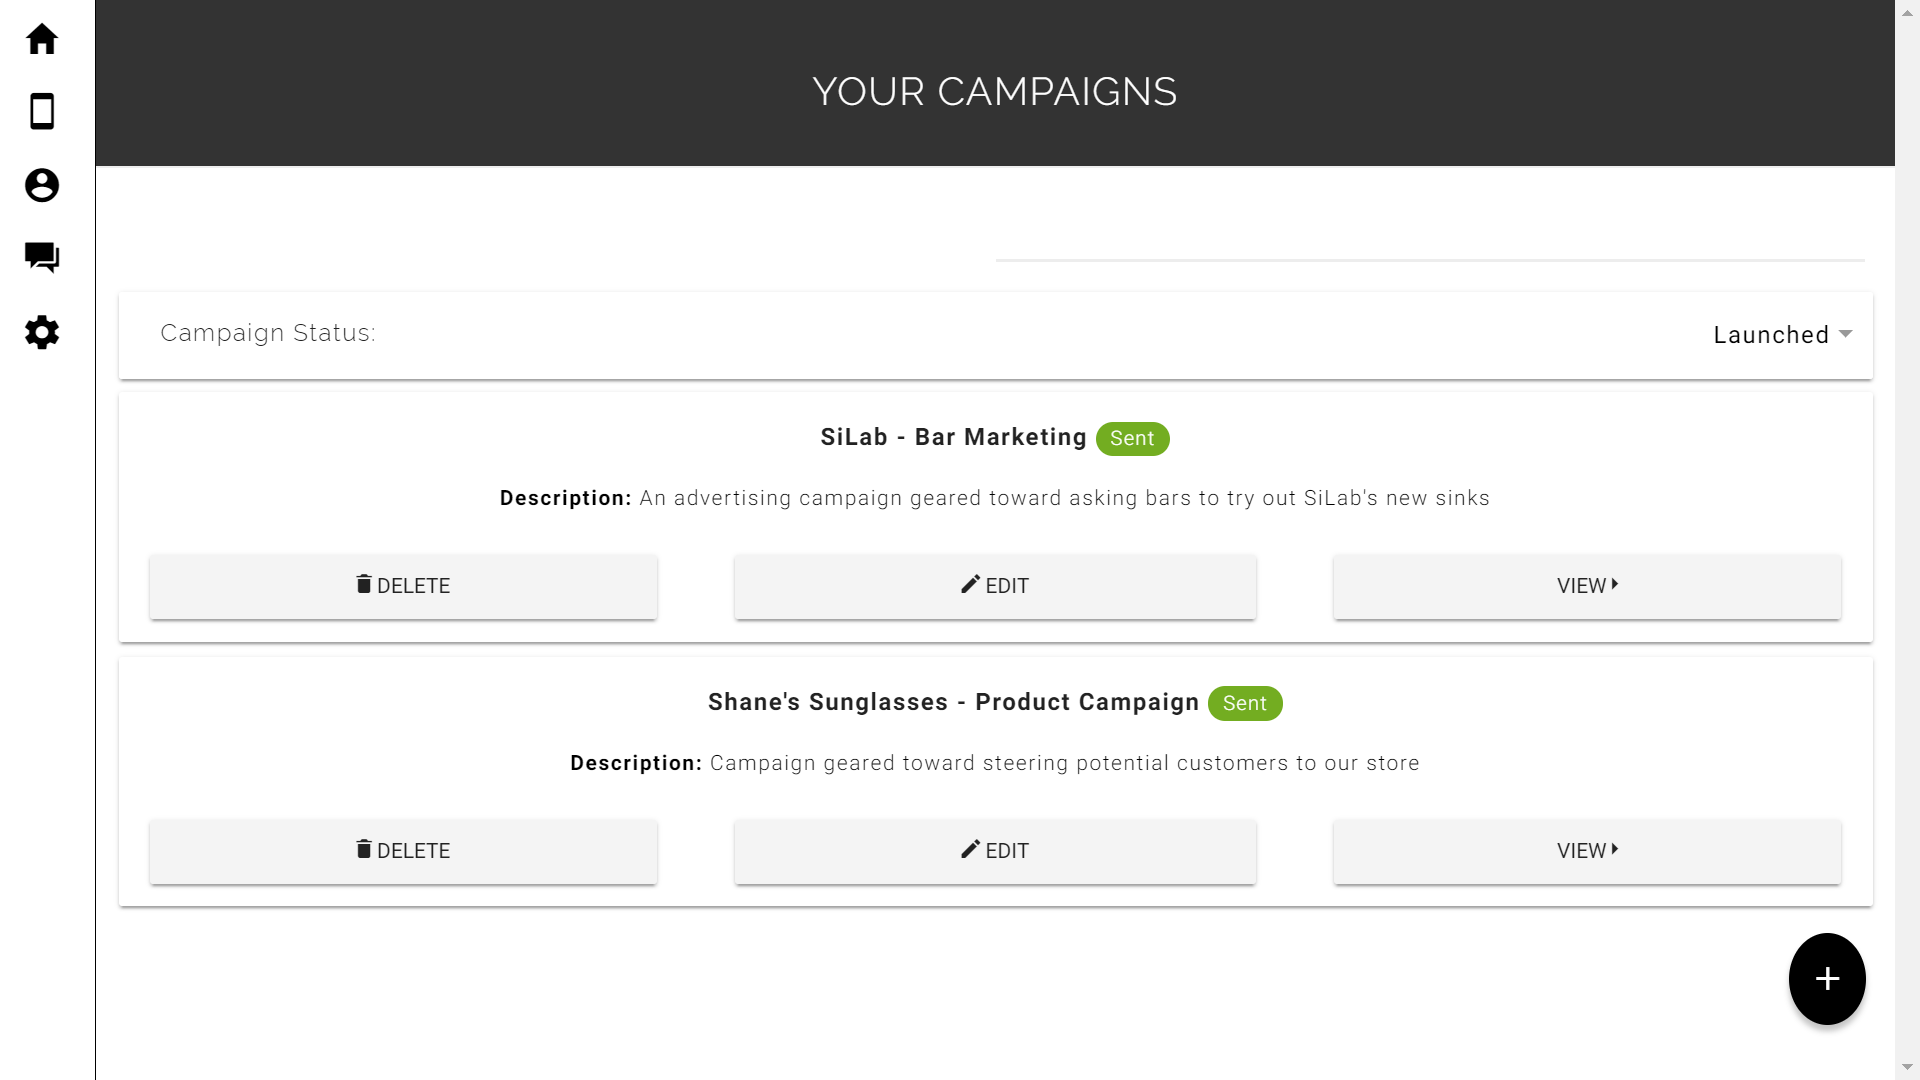 YOUR CAMPAIGNS
Campaign Status:
Launched
SiLab - Bar Marketing Sent
Description: An advertising campaign geared toward asking bars to try out SiLab's new sinks
DELETE
EDIT
VIEW
Shane's Sunglasses - Product Campaign Sent
Description: Campaign geared toward steering potential customers to our store
DELETE
EDIT
VIEW